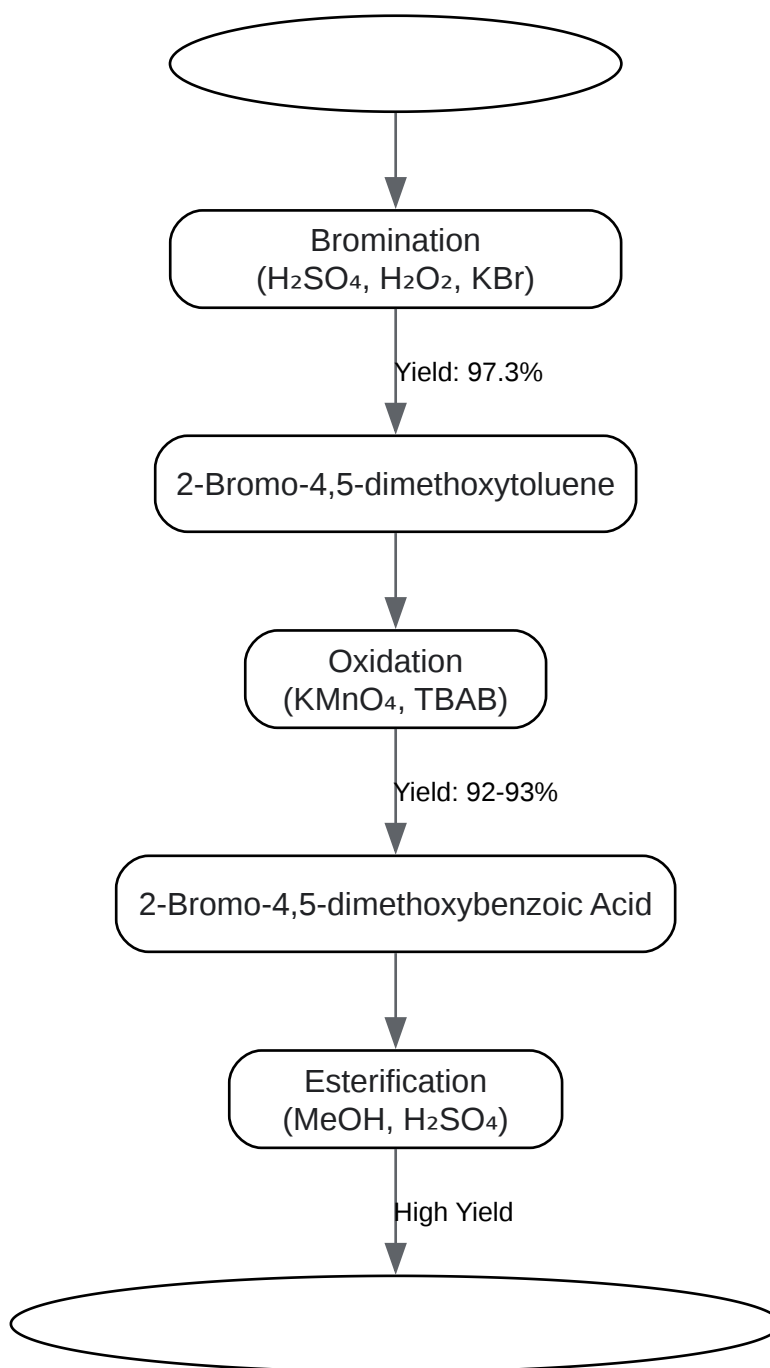 Bromination
(H₂SO₄, H₂O₂, KBr)
Yield: 97.3%
2-Bromo-4,5-dimethoxytoluene
Oxidation
(KMnO₄, TBAB)
Yield: 92-93%
2-Bromo-4,5-dimethoxybenzoic Acid
Esterification
(MeOH, H₂SO₄)
High Yield